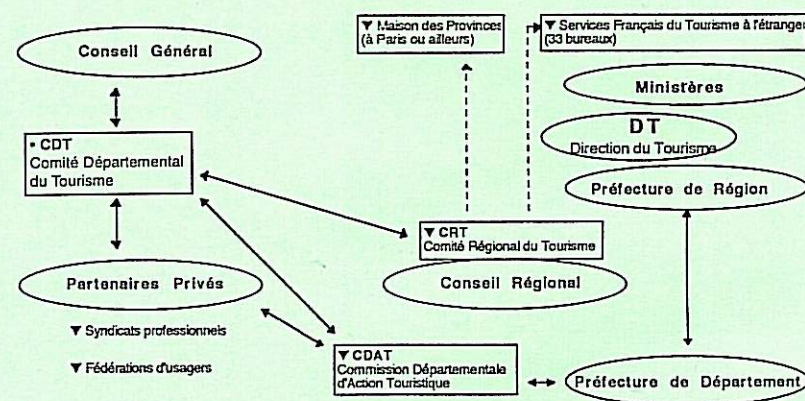 ▼ Maison des Provinces
(à Paris ou ailleurs)
▼ Services Français du Tourisme à l'étranger
(33 bureaux)
Conseil Général
Ministères
DT
Direction du Tourisme
• CDT
Comité Départemental
du Tourisme
Préfecture de Région
▼ CRT
Comité Régional du Tourisme
Conseil Régional
Partenaires Privés
▼ Syndicats professionnels
▼ Fédérations d'usagers
▼ CDAT
Commission Départementale
d'Action Touristique
Préfecture de Département